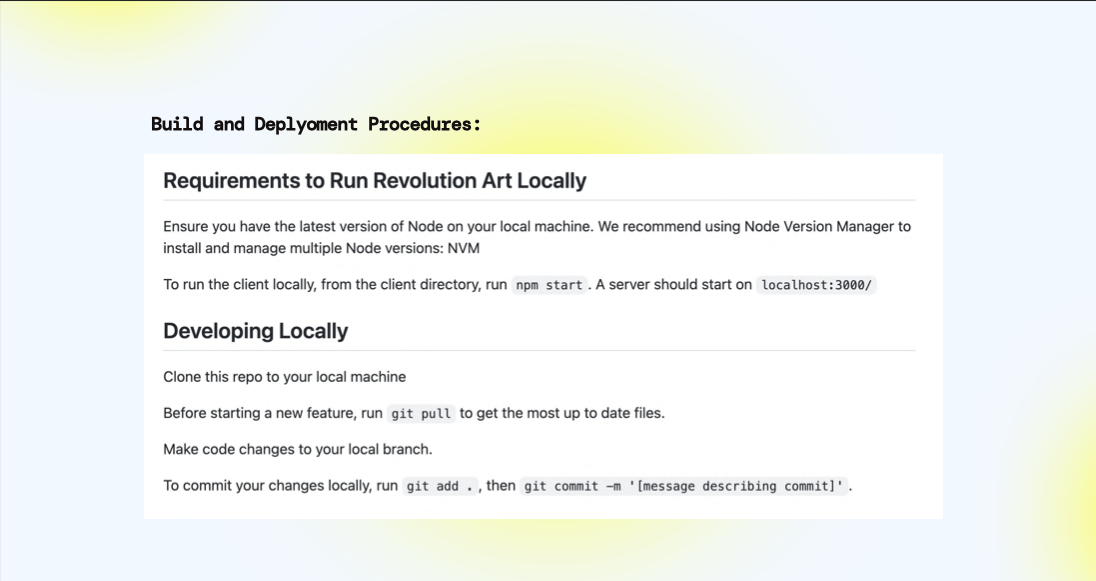 Build and Deplyoment Procedures:
Requirements to Run Revolution Art Locally
Ensure you have the latest version of Node on your local machine. We recommend using Node Version Manager to
install and manage multiple Node versions: NVM
To run the client locally, from the client directory, run npm start . A server should start on localhost:3000/
Developing Locally
Clone this repo to your local machine
Before starting a new feature, run git pull to get the most up to date files.
Make code changes to your local branch.
To commit your changes locally, run git add . , then git commit -m '[message describing commit]' .